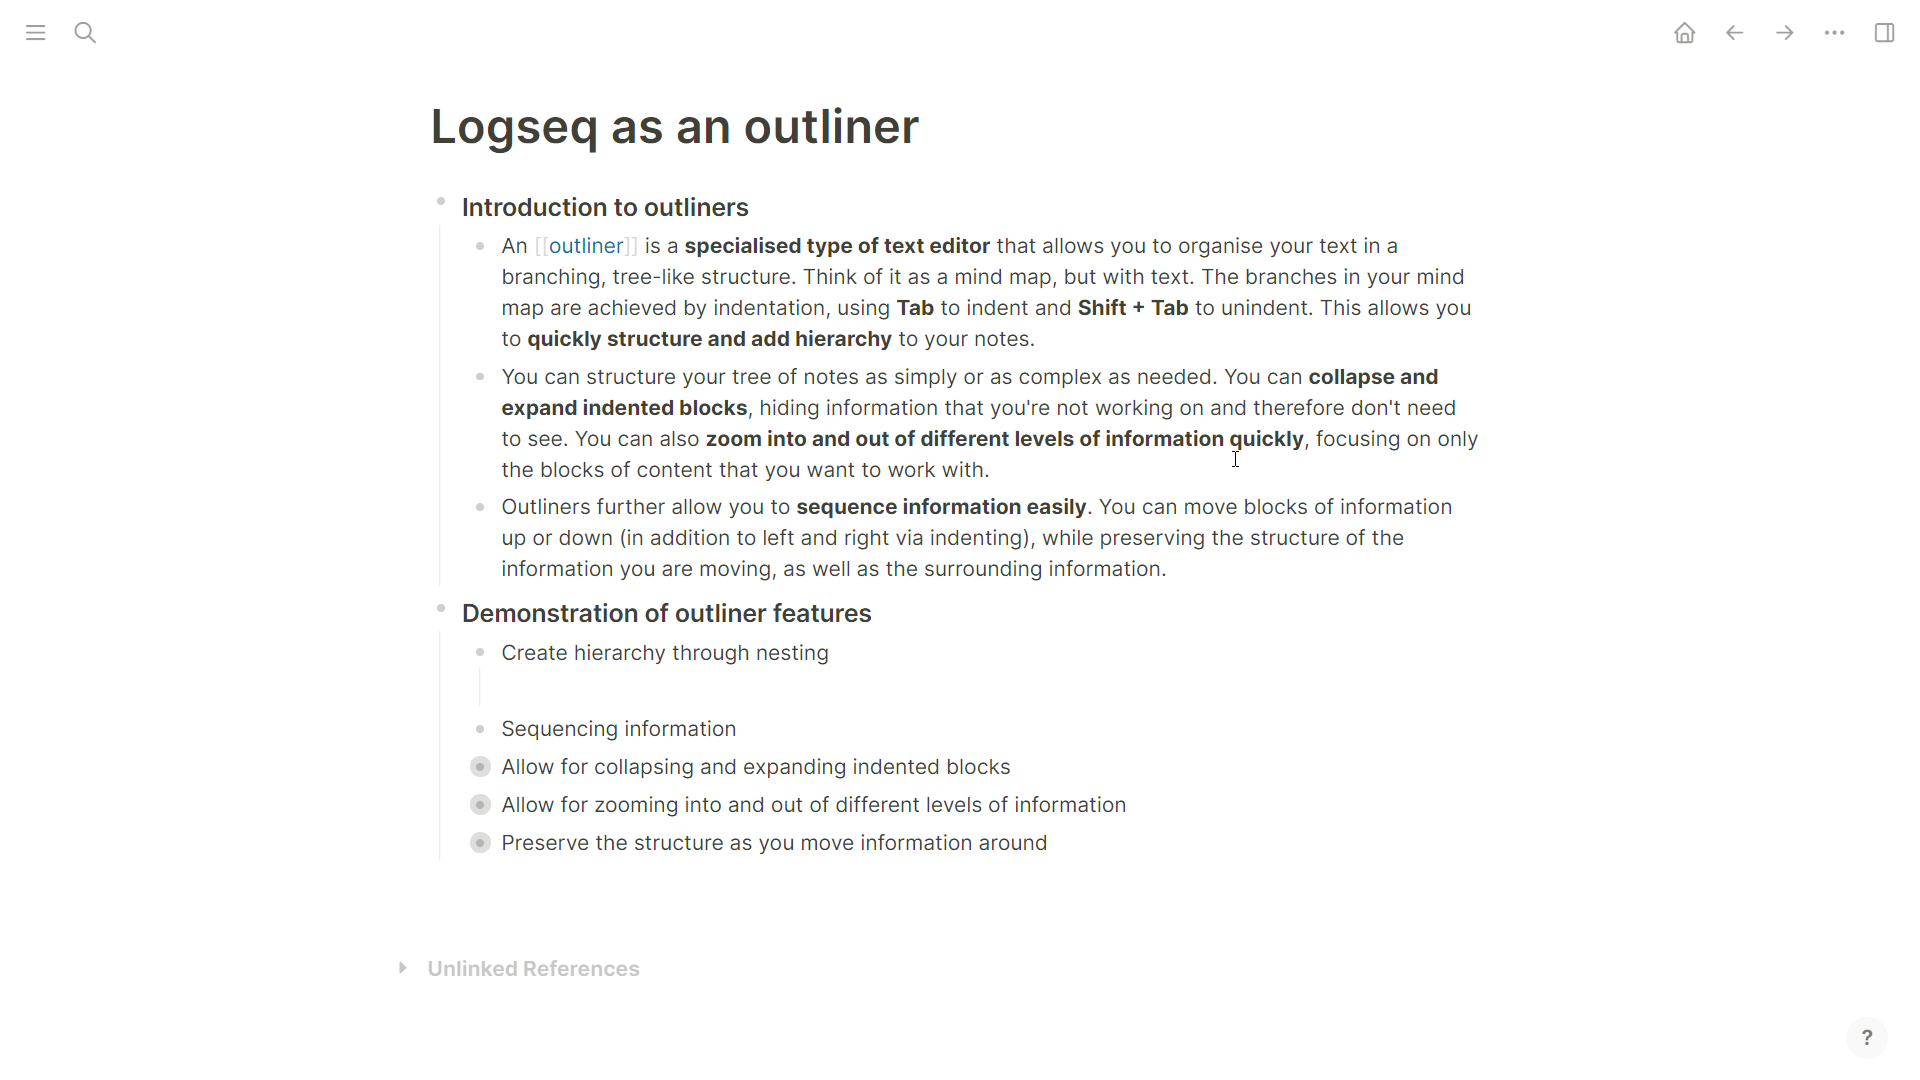 Logseq as an outliner
Introduction to outliners
An [[outliner]] is a specialised type of text editor that allows you to organise your text in a
branching, tree-like structure. Think of it as a mind map, but with text. The branches in your mind
map are achieved by indentation, using Tab to indent and Shift + Tab to unindent. This allows you
to quickly structure and add hierarchy to your notes.
You can structure your tree of notes as simply or as complex as needed. You can collapse and
expand indented blocks, hiding information that you're not working on and therefore don't need
to see. You can also zoom into and out of different levels of information quickly, focusing on only
the blocks of content that you want to work with.
Outliners further allow you to sequence information easily. You can move blocks of information
up or down (in addition to left and right via indenting), while preserving the structure of the
information you are moving, as well as the surrounding information.
Demonstration of outliner features
Create hierarchy through nesting
Sequencing information
Allow for collapsing and expanding indented blocks
Allow for zooming into and out of different levels of information
Preserve the structure as you move information around
Unlinked References
?